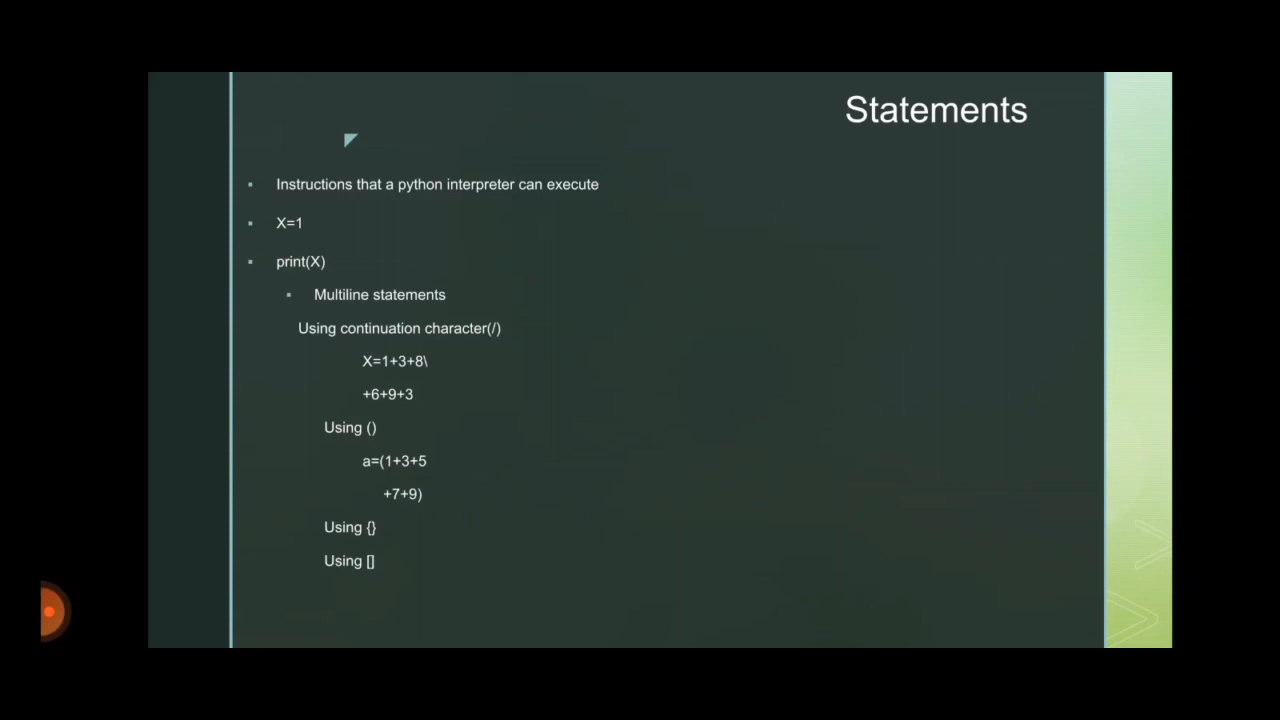 Statements
Instructions that a python interpreter can execute
X=1
print(X)
Multiline statements
Using continuation character(/)
X=1+3+8\
+6+9+3
Using ()
a=(1+3+5
+7+9)
Using {}
Using []